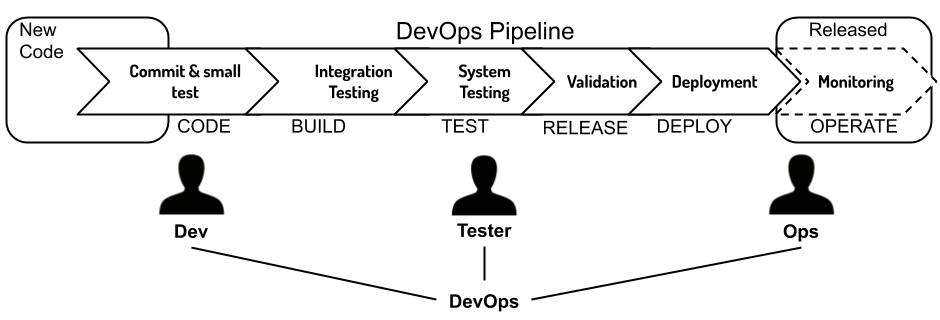 DevOps Pipeline
New
Code
Released
Commit & small
test
Integration
Testing
System
Testing
Validation
Deployment
Monitoring
CODE
BUILD
TEST
RELEASE
DEPLOY
OPERATE
Dev
Tester
Ops
DevOps